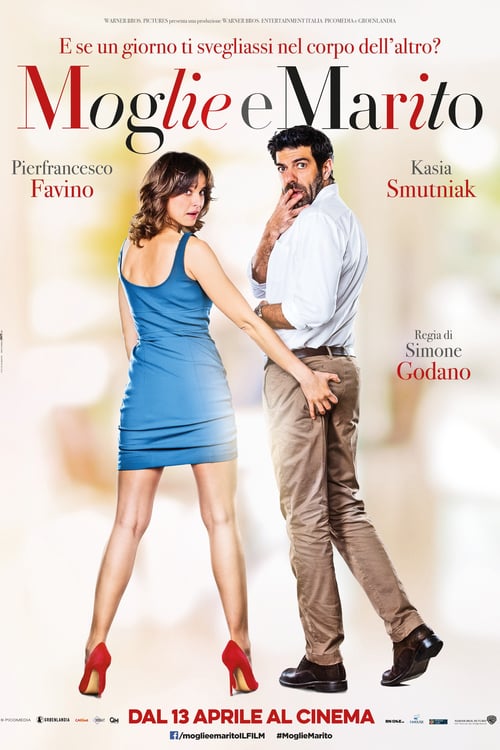 WARNER BROS. PICTURES presenta una produzione WARNER BROS. ENTERTAINMENT ITALIA PICOMEDIA e GROENLANDIA
E se un giorno ti svegliassi nel corpo dell'altro?
Moglie e Marito
Pierfrancesco
Favino
Kasia
Smutniak
Regia di
Simone
Godano
PICOMEDIA
GROENLANDIA
DAL 13 APRILE AL CINEMA
/moglieemaritoILFILM
#MoglieMarito